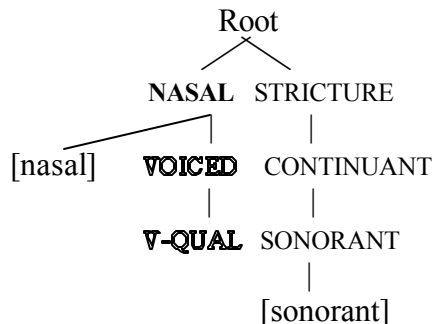 Root
NASAL STRICTURE
[nasal] VOICED CONTINUANT
V-QUAL SONORANT
[sonorant]